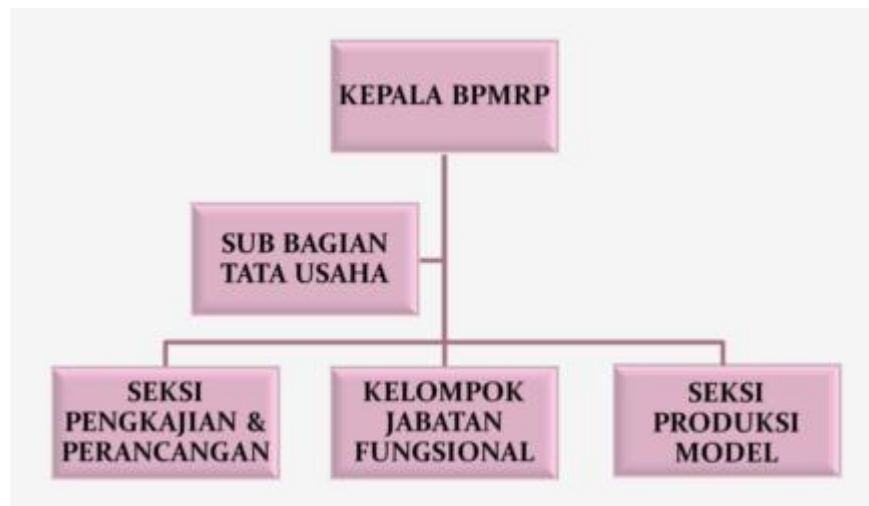 KEPALA BPMRP
SUB BAGIAN
TATA USAHA
SEKSI
PENGKAJIAN &
PERANCANGAN
KELOMPOK
JABATAN
FUNGSIONAL
SEKSI
PRODUKSI
MODEL